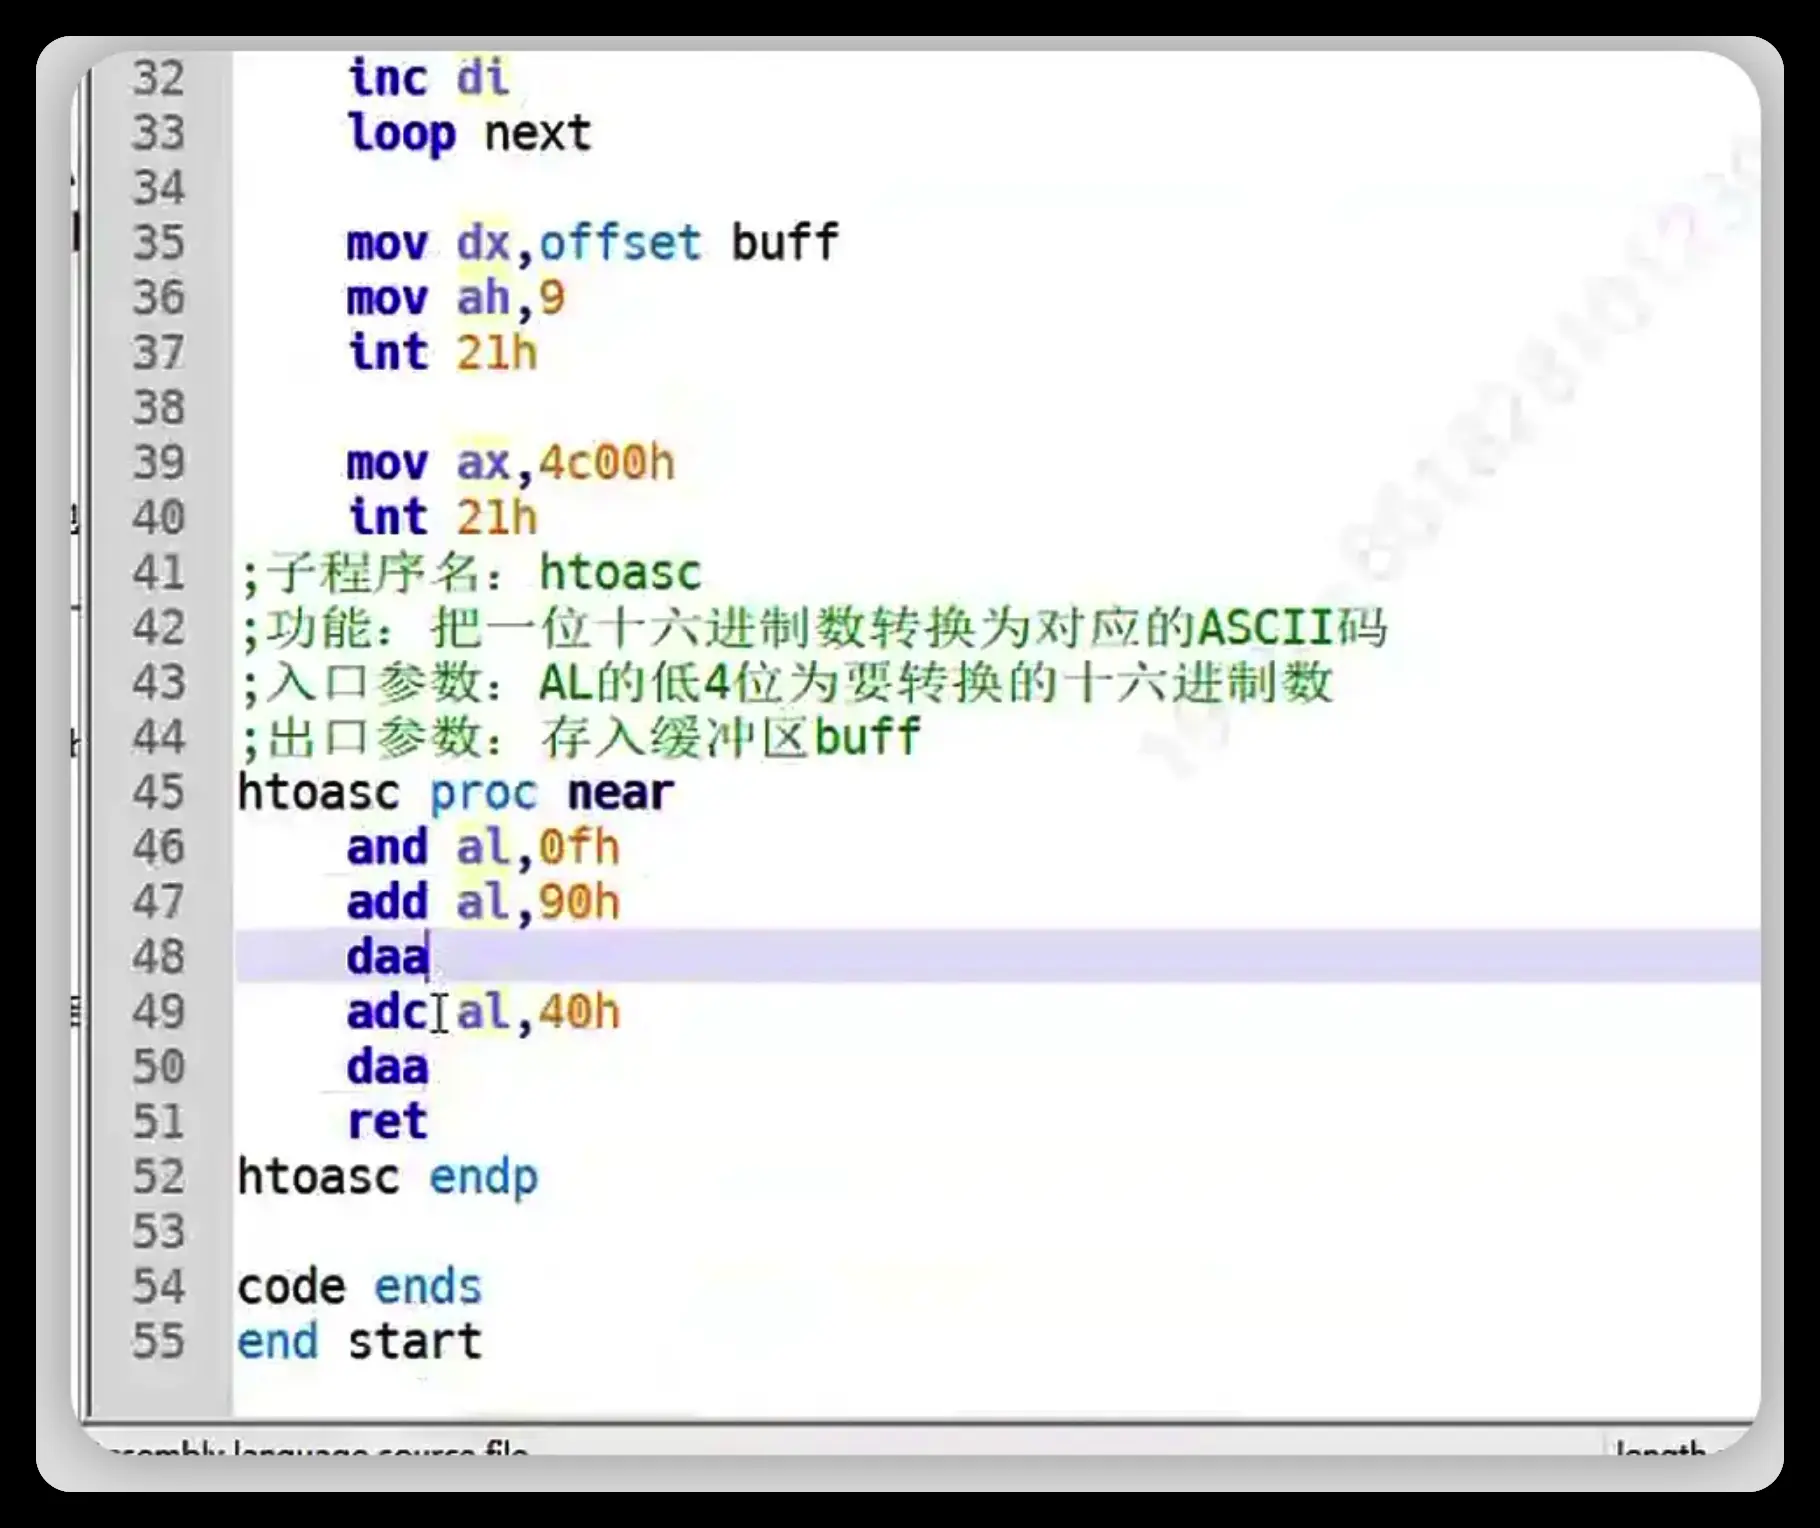 32 inc di
33 loop next
34
35 mov dx,offset buff
36 mov ah,9
37 int 21h
38
39 mov ax,4c00h
40 int 21h
41 ;子程序名：htoasc
42 ;功能：把一位十六进制数转换为对应的ASCII码
43 ;入口参数：AL的低4位为要转换的十六进制数
44 ;出口参数：存入缓冲区buff
45 htoasc proc near
46 and al,0fh
47 add al,90h
48 daa
49 adc al,40h
50 daa
51 ret
52 htoasc endp
53
54 code ends
55 end start
language source file
length